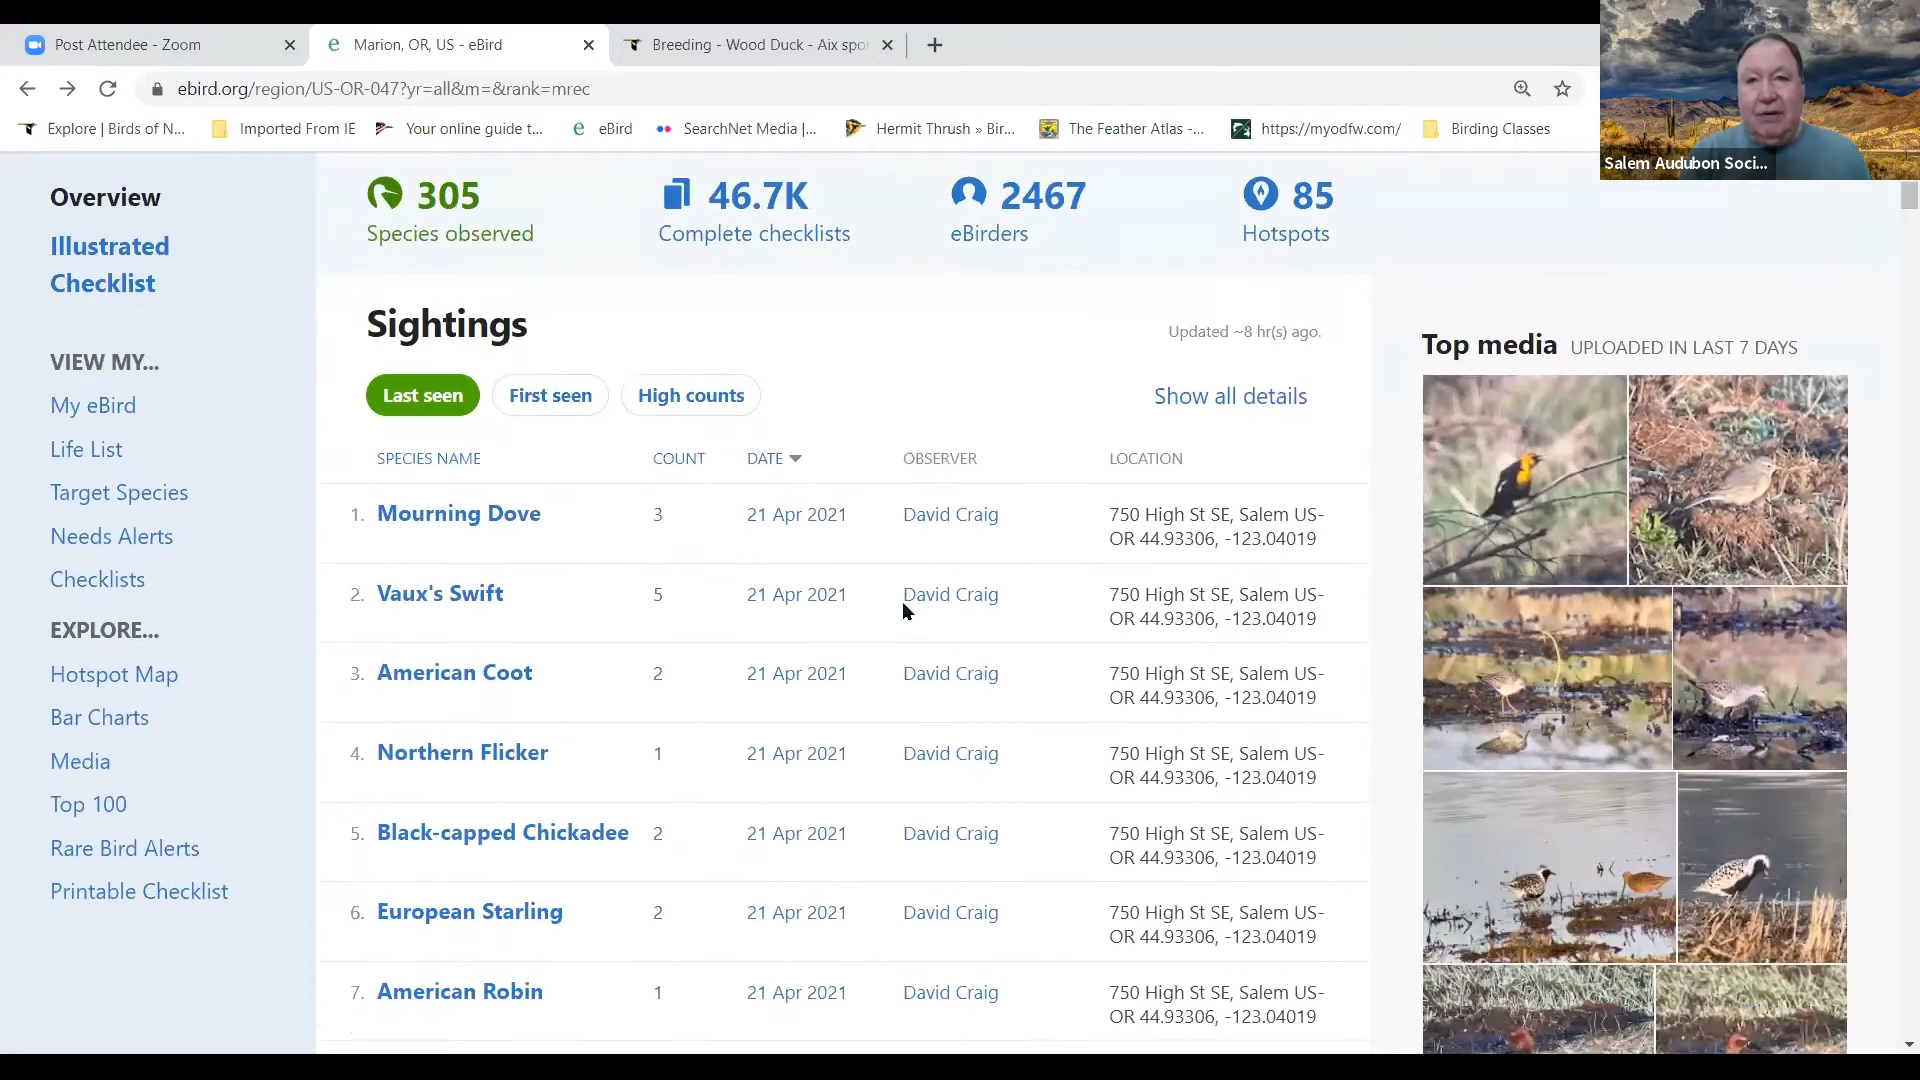 Post Attendee - Zoom
Marion, OR, US - eBird
Breeding - Wood Duck - Aix spo
ebird.org/region/US-OR-047?yr=all&m=&rank=mrec
Explore | Birds of N...
Imported From IE
Your online guide t...
eBird
SearchNet Media |...
Hermit Thrush » Bir...
The Feather Atlas -...
https://myodfw.com/
Birding Classes
Salem Audubon Soci...
Overview
Illustrated
Checklist
VIEW MY...
My eBird
Life List
Target Species
Needs Alerts
Checklists
EXPLORE...
Hotspot Map
Bar Charts
Media
Top 100
Rare Bird Alerts
Printable Checklist
305
Species observed
46.7K
Complete checklists
2467
eBirders
85
Hotspots
Sightings
Updated ~8 hr(s) ago.
Last seen
First seen
High counts
Show all details
SPECIES NAME COUNT DATE OBSERVER LOCATION
1. Mourning Dove 3 21 Apr 2021 David Craig 750 High St SE, Salem US-
OR 44.93306, -123.04019
2. Vaux's Swift 5 21 Apr 2021 David Craig 750 High St SE, Salem US-
OR 44.93306, -123.04019
3. American Coot 2 21 Apr 2021 David Craig 750 High St SE, Salem US-
OR 44.93306, -123.04019
4. Northern Flicker 1 21 Apr 2021 David Craig 750 High St SE, Salem US-
OR 44.93306, -123.04019
5. Black-capped Chickadee 2 21 Apr 2021 David Craig 750 High St SE, Salem US-
OR 44.93306, -123.04019
6. European Starling 2 21 Apr 2021 David Craig 750 High St SE, Salem US-
OR 44.93306, -123.04019
7. American Robin 1 21 Apr 2021 David Craig 750 High St SE, Salem US-
OR 44.93306, -123.04019
Top media UPLOADED IN LAST 7 DAYS